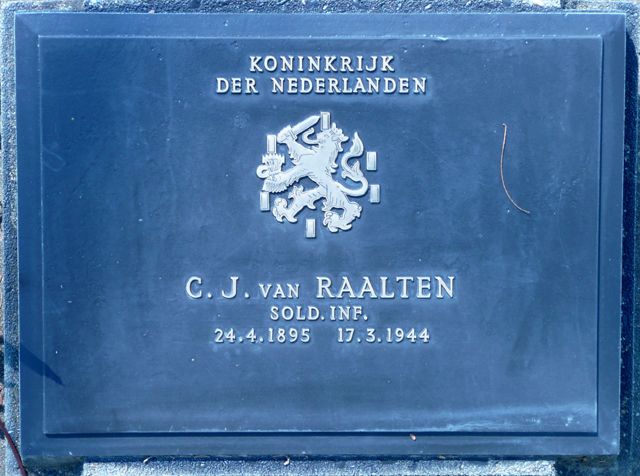 KONINKRIJK
DER NEDERLANDEN
C. J. VAN RAALTEN
SOLD. INF.
24.4.1895 17.3.1944